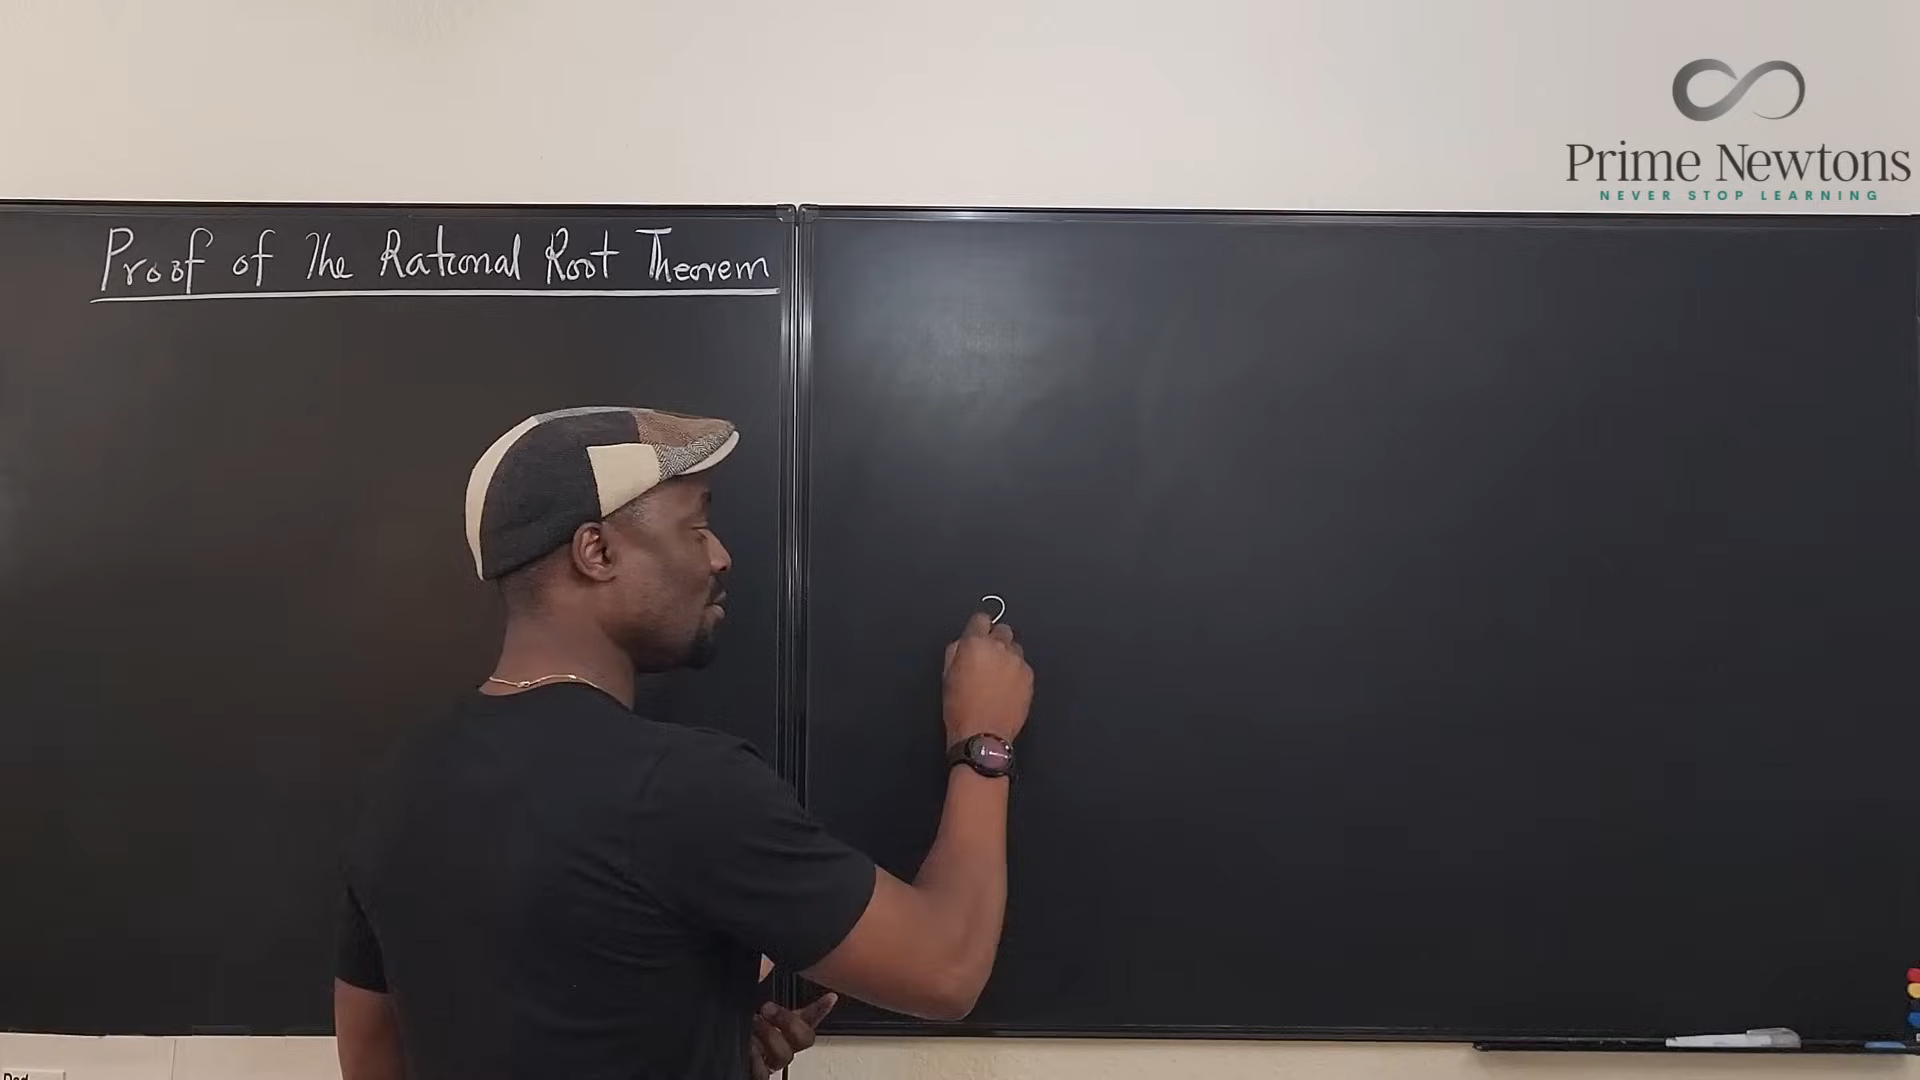 Prime Newtons
NEVER STOP LEARNING
Proof of The Rational Root Theorem